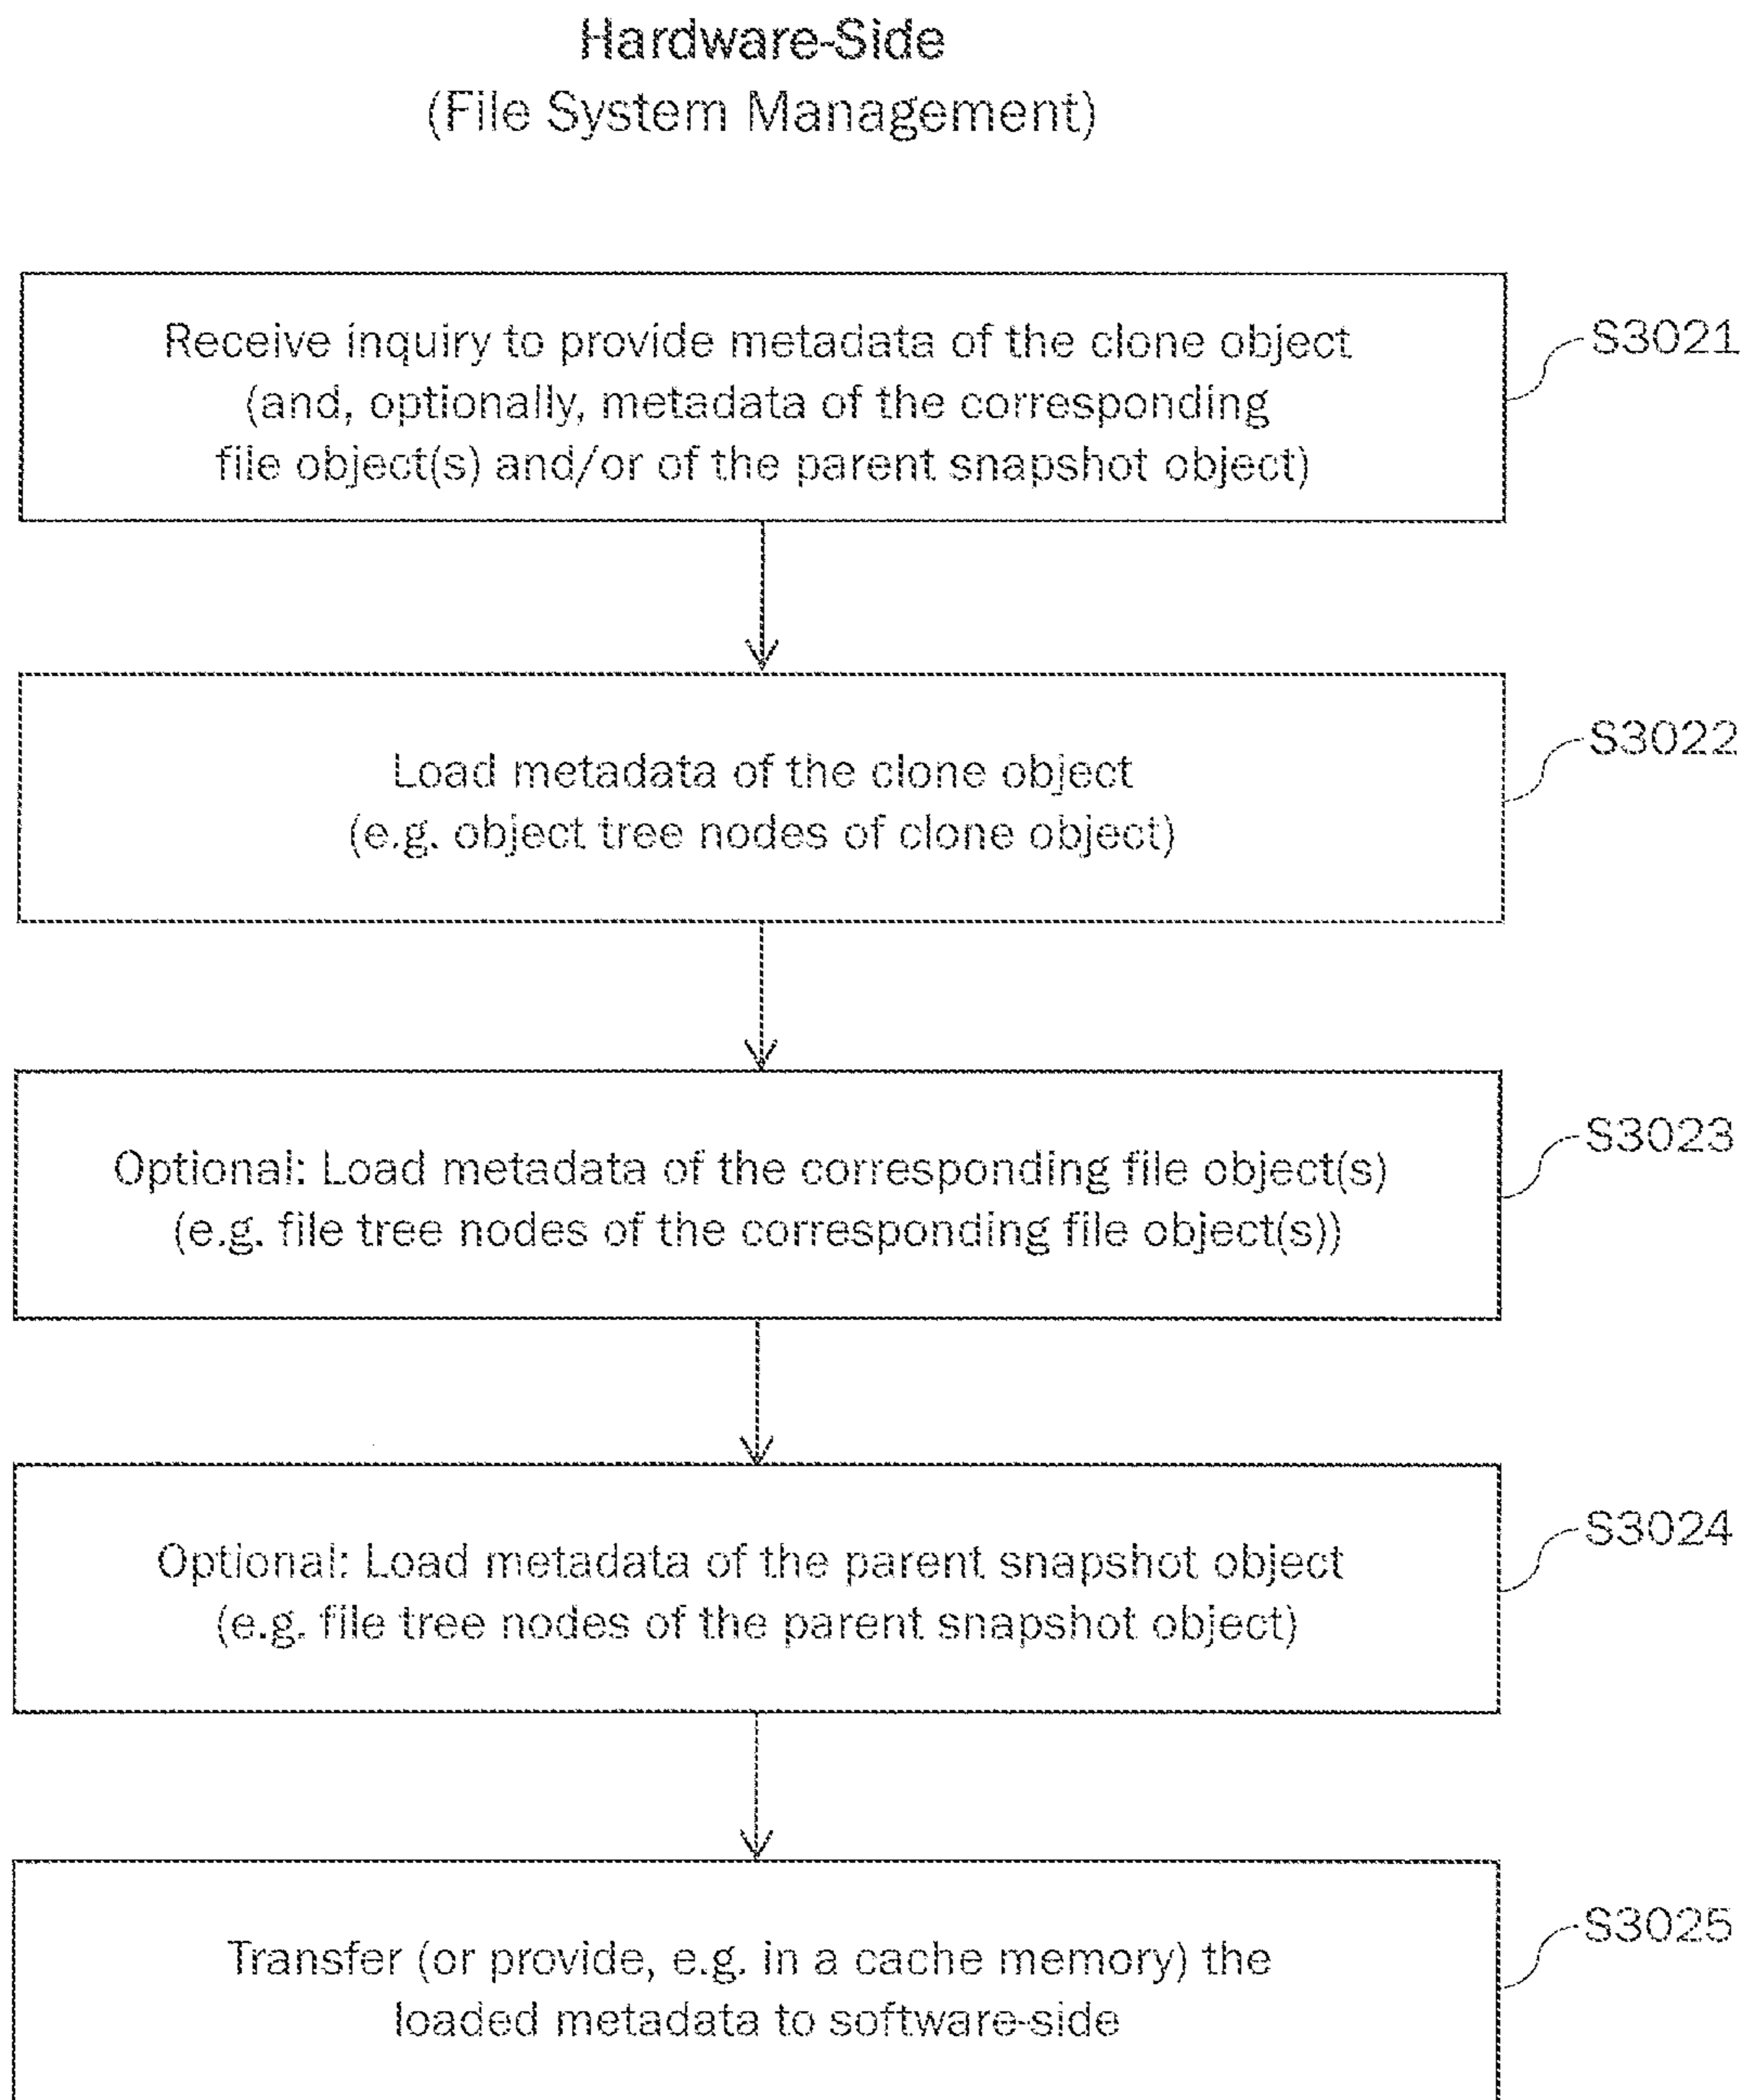 Hardware-Side
(File System Management)
Receive inquiry to provide metadata of the clone object
(and, optionally, metadata of the corresponding
file object(s) and/or of the parent snapshot object)
S3021
Load metadata of the clone object
(e.g. object tree nodes of clone object)
S3022
Optional: Load metadata of the corresponding file object(s)
(e.g. file tree nodes of the corresponding file object(s))
S3023
Optional: Load metadata of the parent snapshot object
(e.g. file tree nodes of the parent snapshot object)
S3024
Transfer (or provide, e.g. in a cache memory) the
loaded metadata to software-side
S3025